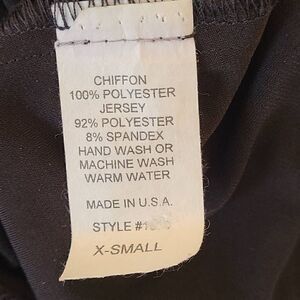 CHIFFON
100% POLYESTER
JERSEY
92% POLYESTER
8% SPANDEX
HAND WASH OR
MACHINE WASH
WARM WATER
MADE IN U.S.A.
STYLE
X-SMALL